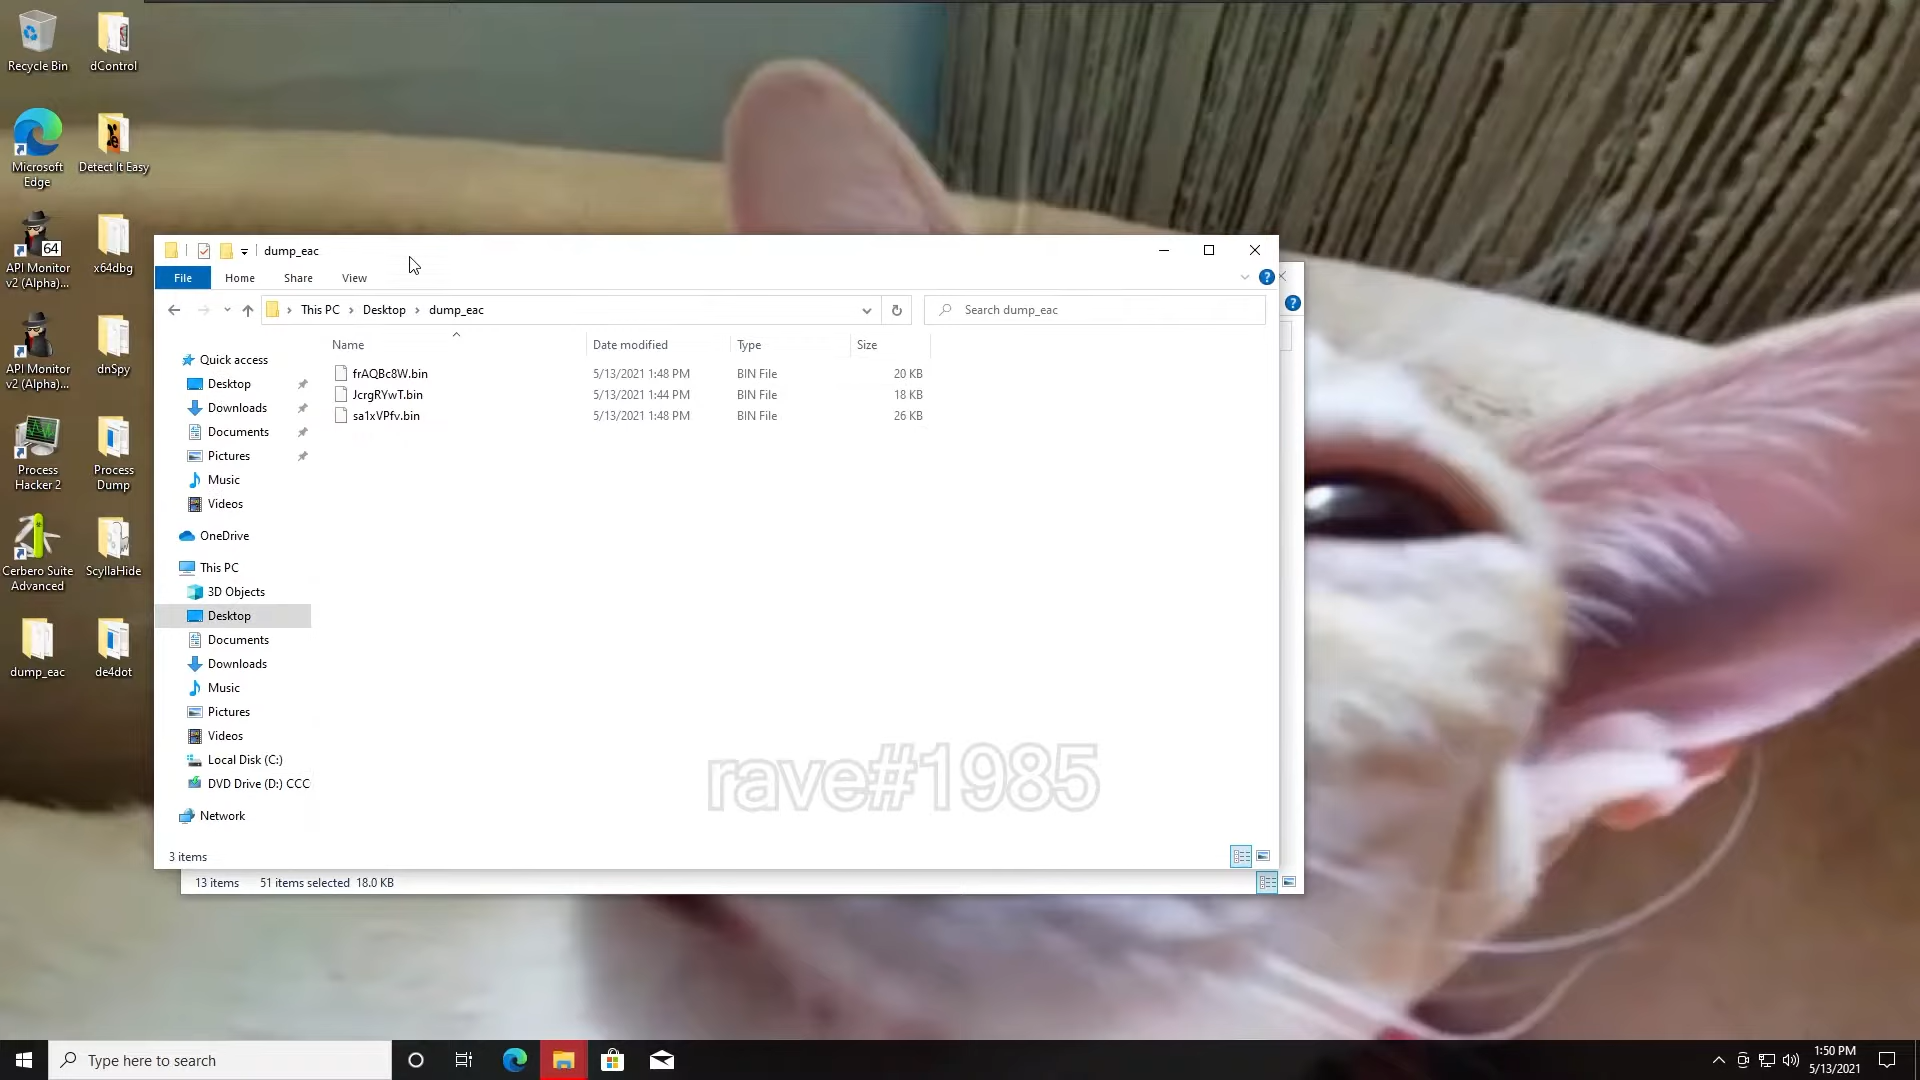 Recycle Bin
dControl
Microsoft
Edge
Detect It Easy
64
API Monitor
v2 (Alpha)...
x64dbg
API Monitor
v2 (Alpha)...
dnSpy
Process
Hacker 2
Process
Dump
Cerbero Suite
Advanced
ScyllaHide
dump_eac
de4dot
dump_eac
File Home Share View
This PC Desktop dump_eac
Search dump_eac
Name Date modified Type Size
frAQBc8W.bin 5/13/2021 1:48 PM BIN File 20 KB
JcrgRYwT.bin 5/13/2021 1:44 PM BIN File 18 KB
sa1xVPfv.bin 5/13/2021 1:48 PM BIN File 26 KB
Quick access
Desktop
Downloads
Documents
Pictures
Music
Videos
OneDrive
This PC
3D Objects
Desktop
Documents
Downloads
Music
Pictures
Videos
Local Disk (C:)
DVD Drive (D:) CCC
Network
rave#1985
3 items
13 items 51 items selected 18.0 KB
Type here to search
1:50 PM
5/13/2021